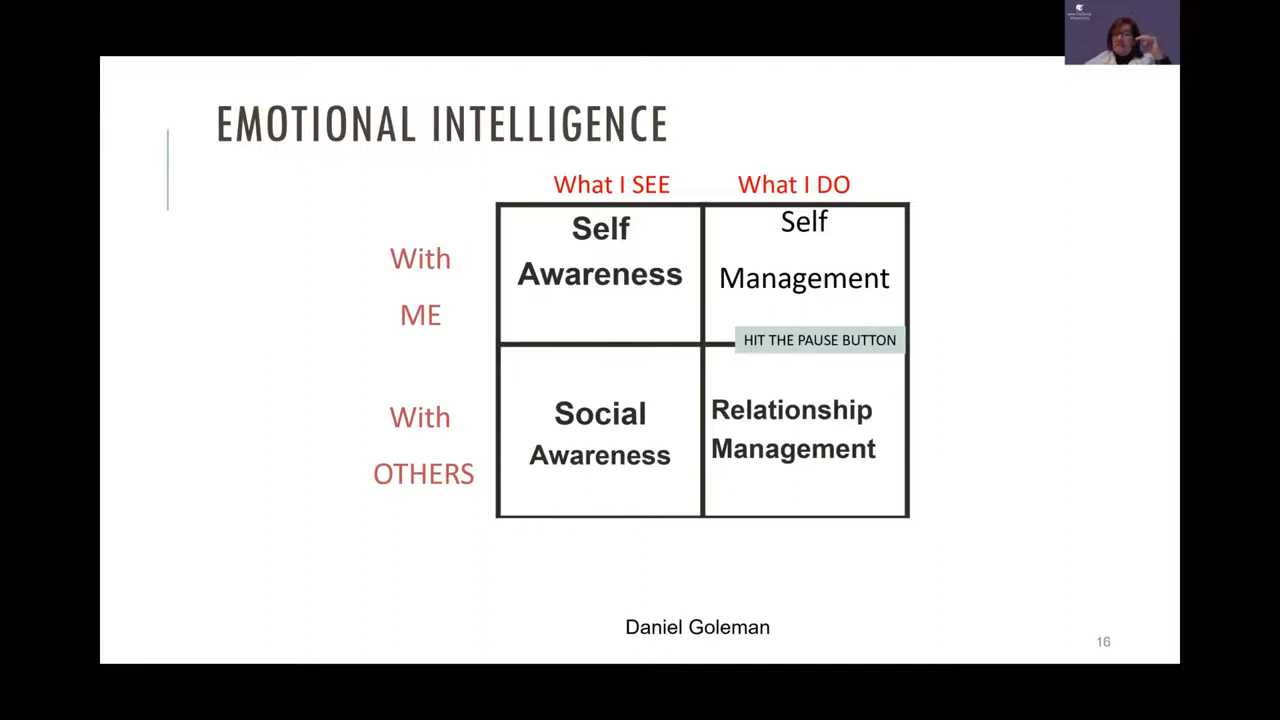 EMOTIONAL INTELLIGENCE
What I SEE
What I DO
With
ME
Self
Awareness
Self
Management
HIT THE PAUSE BUTTON
With
OTHERS
Social
Awareness
Relationship
Management
Daniel Goleman
16